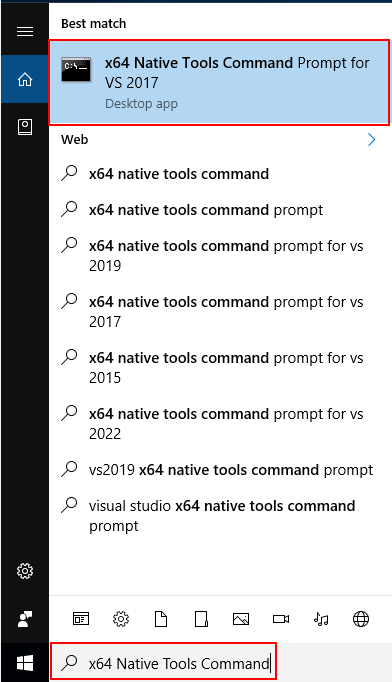 Best match
x64 Native Tools Command Prompt for
VS 2017
Desktop app
Web
x64 native tools command
x64 native tools command prompt
x64 native tools command prompt for vs
2019
x64 native tools command prompt for vs
2017
x64 native tools command prompt for vs
2015
x64 native tools command prompt for vs
2022
vs2019 x64 native tools command prompt
visual studio x64 native tools command
prompt
x64 Native Tools Command